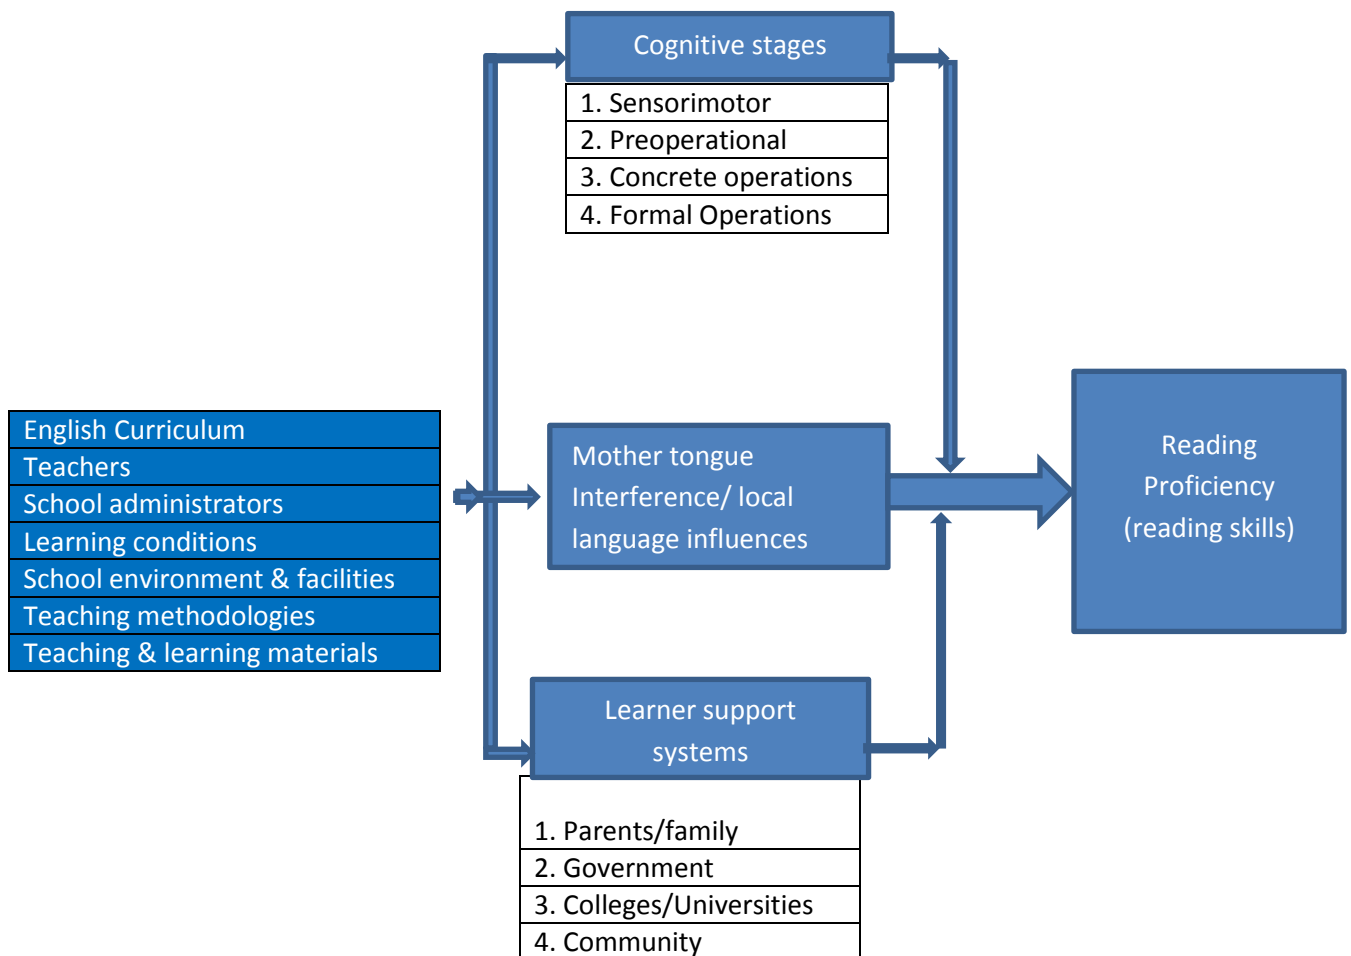 Cognitive stages
1. Sensorimotor
2. Preoperational
3. Concrete operations
4. Formal Operations
English Curriculum
Teachers
School administrators
Learning conditions
School environment & facilities
Teaching methodologies
Teaching & learning materials
Mother tongue
Interference/ local
language influences
Reading
Proficiency
(reading skills)
Learner support
systems
1. Parents/family
2. Government
3. Colleges/Universities
4. Community